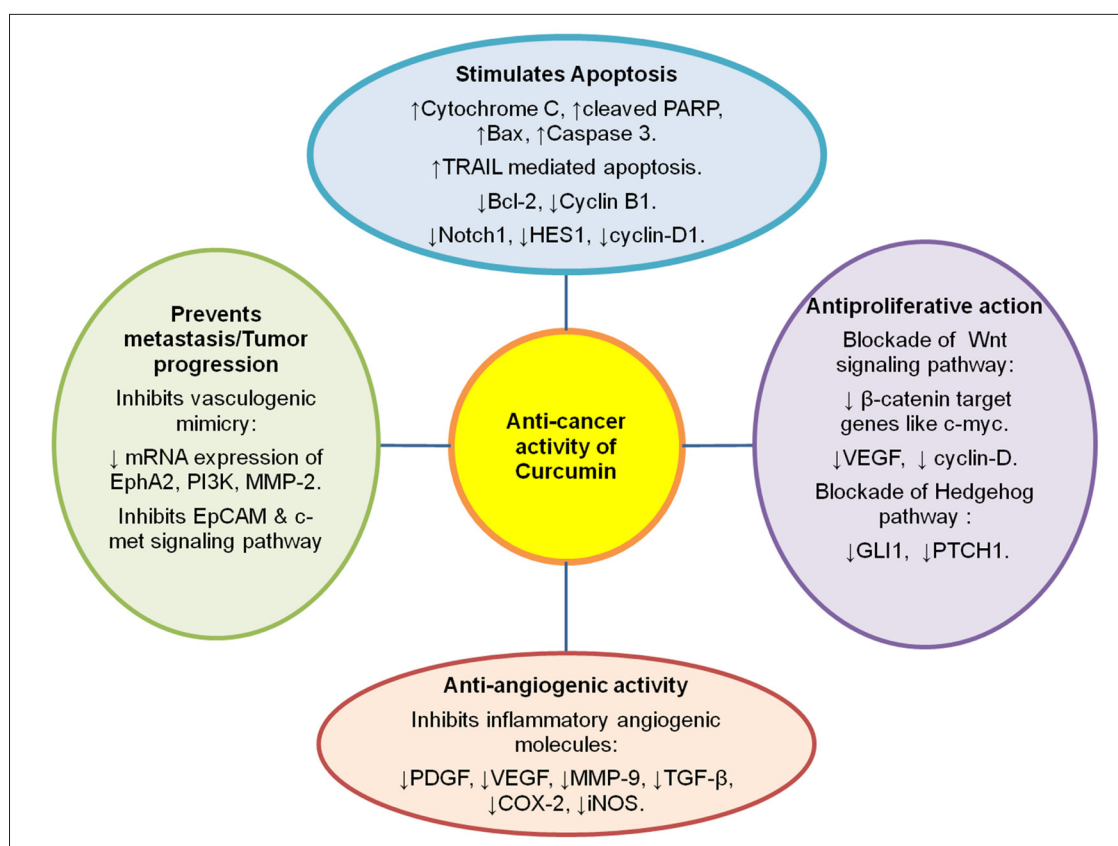 Stimulates Apoptosis
↑Cytochrome C, ↑cleaved PARP,
↑Bax, ↑Caspase 3.
↑TRAIL mediated apoptosis.
↓Bcl-2, ↓Cyclin B1.
↓Notch1, ↓HES1, ↓cyclin-D1.
Prevents
metastasis/Tumor
progression
Inhibits vasculogenic
mimicry:
↓ mRNA expression of
EphA2, PI3K, MMP-2.
Inhibits EpCAM & c-
met signaling pathway
Anti-cancer
activity of
Curcumin
Antiproliferative action
Blockade of Wnt
signaling pathway:
↓ β-catenin target
genes like c-myc.
↓VEGF, ↓ cyclin-D.
Blockade of Hedgehog
pathway :
↓GLI1, ↓PTCH1.
Anti-angiogenic activity
Inhibits inflammatory angiogenic
molecules:
↓PDGF, ↓VEGF, ↓MMP-9, ↓TGF-β,
↓COX-2, ↓iNOS.